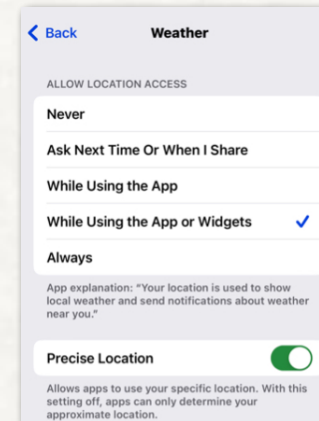 Back
Weather
ALLOW LOCATION ACCESS
Never
Ask Next Time Or When I Share
While Using the App
While Using the App or Widgets
Always
App explanation: “Your location is used to show
local weather and send notifications about weather
near you.”
Precise Location
Allows apps to use your specific location. With this
setting off, apps can only determine your
approximate location.